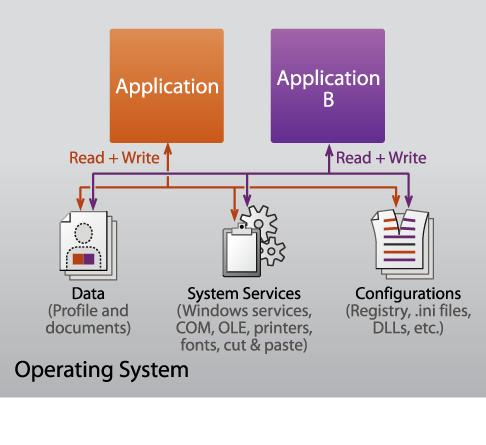 Application
Application
B
Read + Write
Read + Write
Data
(Profile and
documents)
System Services
(Windows services,
COM, OLE, printers,
fonts, cut & paste)
Configurations
(Registry, .ini files,
DLLs, etc.)
Operating System